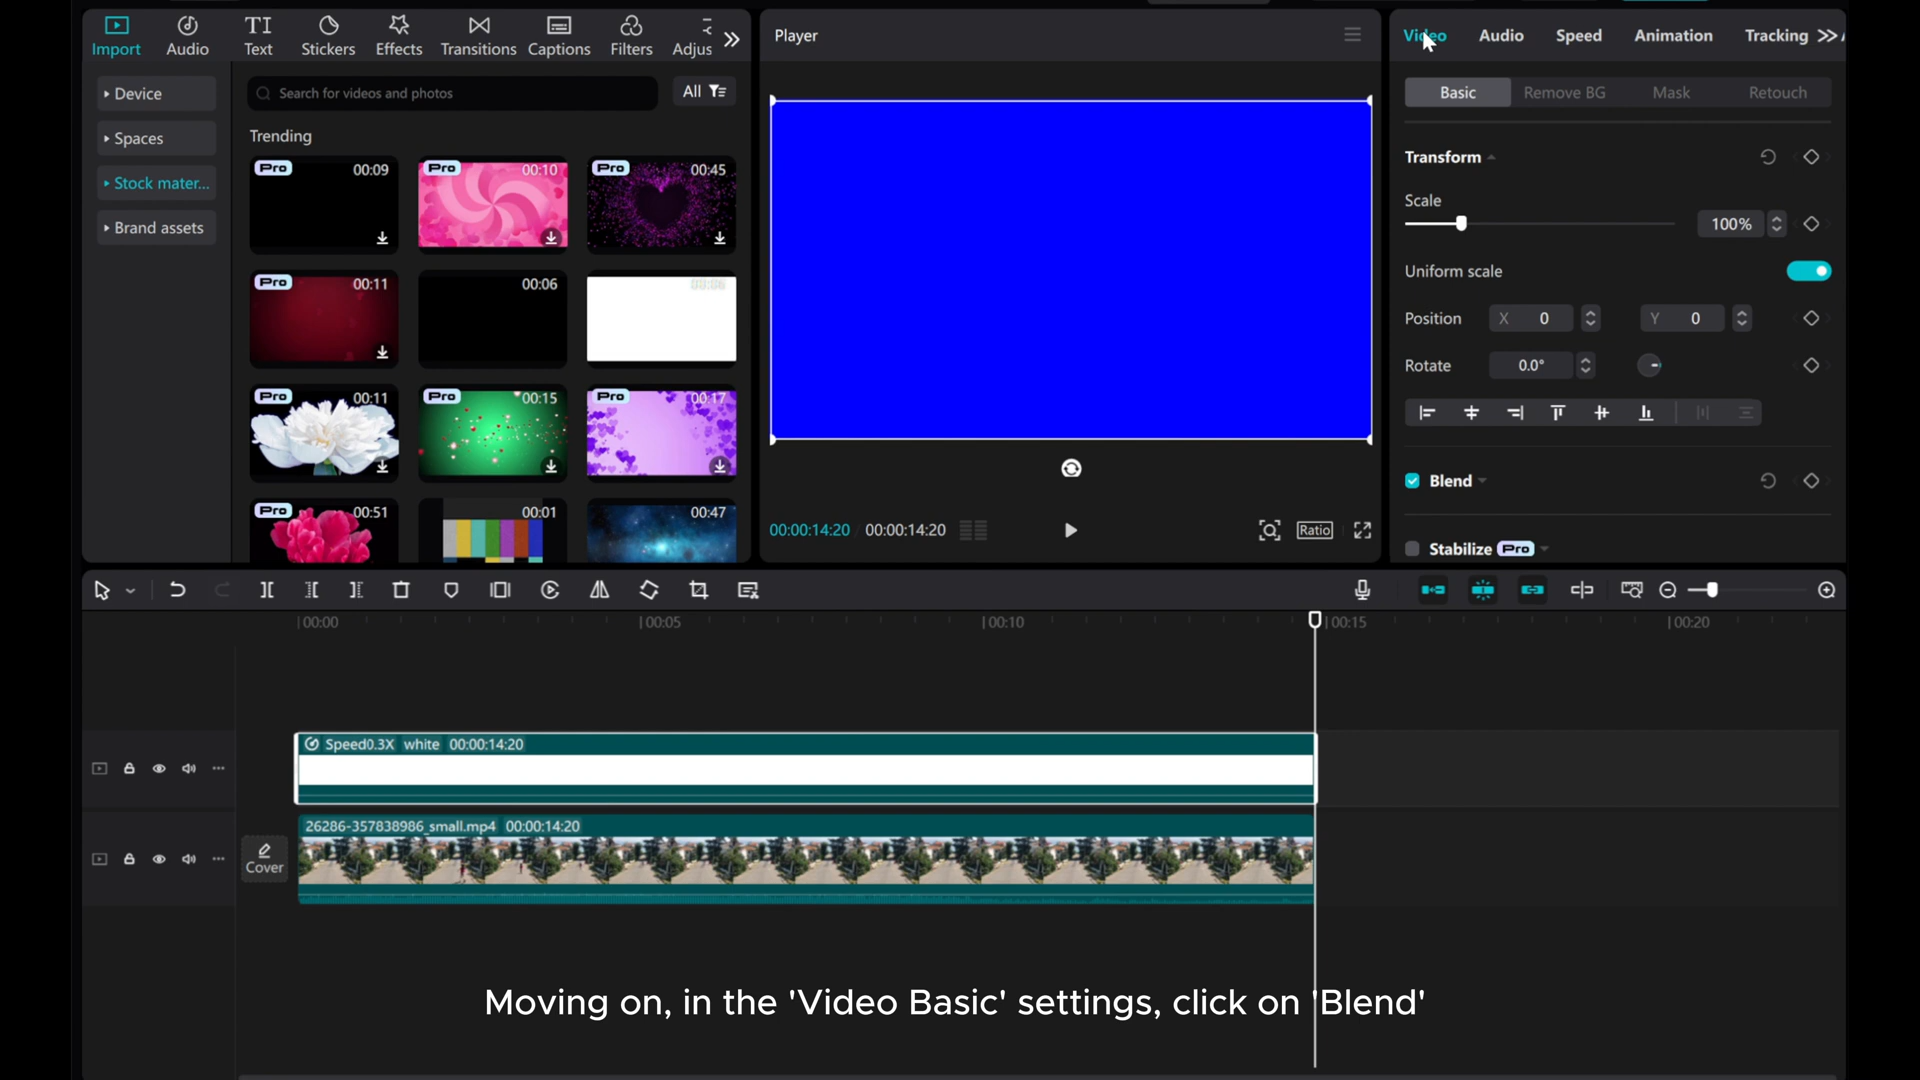 Import
Audio
TI
Text
Stickers
Effects
Transitions
Captions
Filters
Adjus
Device
Spaces
Stock mater...
Brand assets
Search for videos and photos
All
Trending
Pro 00:09
Pro 00:10
Pro 00:45
Pro 00:11
00:06
00:06
Pro 00:11
Pro 00:15
Pro 00:17
Pro 00:51
00:01
00:47
Player
00:00:14:20 00:00:14:20
Ratio
Video Audio Speed Animation Tracking
Basic Remove BG Mask Retouch
Transform
Scale
100%
Uniform scale
Position X 0 Y 0
Rotate 0.0°
Blend
Stabilize Pro
00:00 00:05 00:10 00:15 00:20
Speed0.3X white 00:00:14:20
Cover
26286-357838986_small.mp4 00:00:14:20
Moving on, in the 'Video Basic' settings, click on 'Blend'